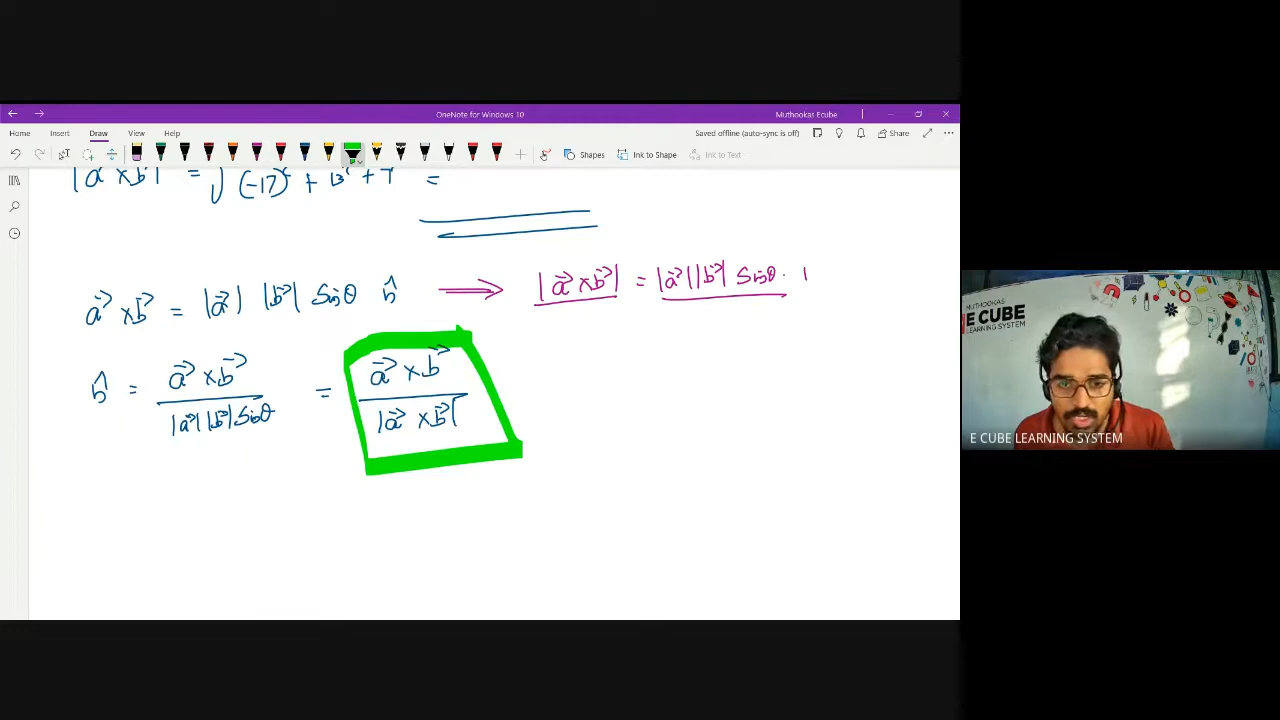 OneNote for Windows 10
Muthookas Ecube
Home Insert Draw View Help
Saved offline (auto-sync is off)
Share
Shapes
Ink to Shape
Ink to Text
|a⃗ × b⃗| = √(-17)² + 13² + 7 =
a⃗ × b⃗ = |a⃗| |b⃗| Sinθ n̂ ⟹ |a⃗ × b⃗| = |a⃗||b⃗| Sinθ · 1
n̂ = a⃗ × b⃗ / |a⃗||b⃗| Sinθ = a⃗ × b⃗ / |a⃗ × b⃗|
MUTHOOKAS
E CUBE
LEARNING SYSTEM
E CUBE LEARNING SYSTEM